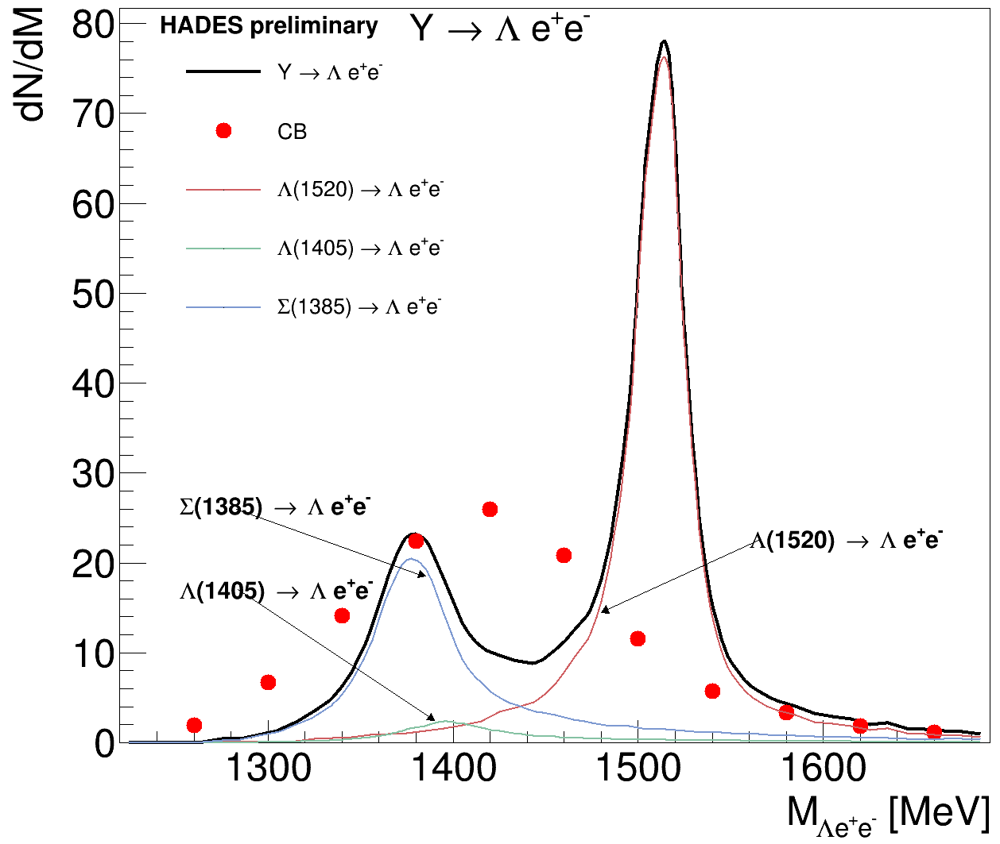 HADES preliminary
Y → Λ e⁺e⁻
Y → Λ e⁺e⁻
CB
Λ(1520) → Λ e⁺e⁻
Λ(1405) → Λ e⁺e⁻
Σ(1385) → Λ e⁺e⁻
Σ(1385) → Λ e⁺e⁻
Λ(1405) → Λ e⁺e⁻
Λ(1520) → Λ e⁺e⁻
dN/dM
80
70
60
50
40
30
20
10
0
1300
1400
1500
1600
M_Λe⁺e⁻ [MeV]